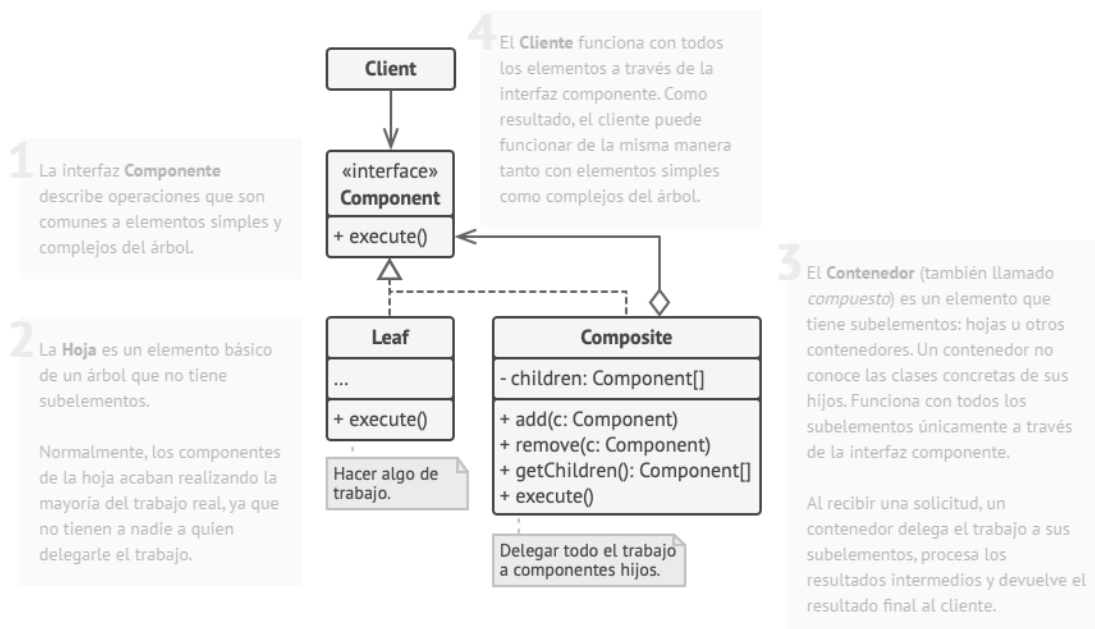 1
La interfaz Componente
describe operaciones que son
comunes a elementos simples y
complejos del árbol.
2
La Hoja es un elemento básico
de un árbol que no tiene
subelementos.
Normalmente, los componentes
de la hoja acaban realizando la
mayoría del trabajo real, ya que
no tienen a nadie a quien
delegarle el trabajo.
Client
«interface»
Component
+ execute()
Leaf
...
+ execute()
Hacer algo de
trabajo.
Composite
- children: Component[]
+ add(c: Component)
+ remove(c: Component)
+ getChildren(): Component[]
+ execute()
Delegar todo el trabajo
a componentes hijos.
4
El Cliente funciona con todos
los elementos a través de la
interfaz componente. Como
resultado, el cliente puede
funcionar de la misma manera
tanto con elementos simples
como complejos del árbol.
3
El Contenedor (también llamado
compuesto) es un elemento que
tiene subelementos: hojas u otros
contenedores. Un contenedor no
conoce las clases concretas de sus
hijos. Funciona con todos los
subelementos únicamente a través
de la interfaz componente.
Al recibir una solicitud, un
contenedor delega el trabajo a sus
subelementos, procesa los
resultados intermedios y devuelve el
resultado final al cliente.